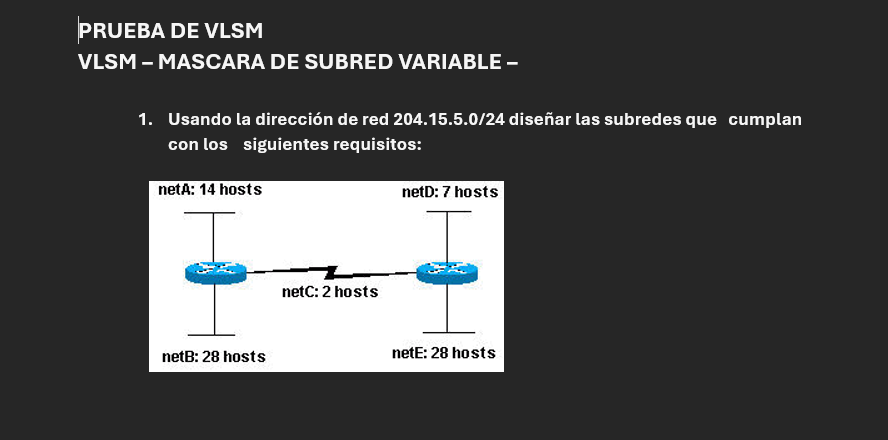 PRUEBA DE VLSM
VLSM – MASCARA DE SUBRED VARIABLE –
1. Usando la dirección de red 204.15.5.0/24 diseñar las subredes que cumplan
con los siguientes requisitos:
netA: 14 hosts
netD: 7 hosts
netC: 2 hosts
netB: 28 hosts
netE: 28 hosts